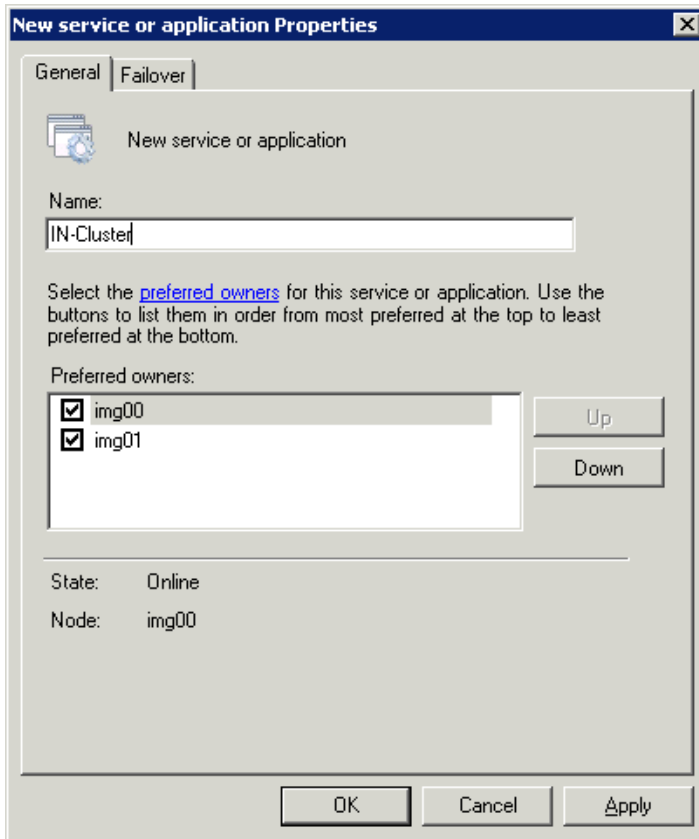 New service or application Properties
General
Failover
New service or application
Name:
IN-Cluster
Select the preferred owners for this service or application. Use the
buttons to list them in order from most preferred at the top to least
preferred at the bottom.
Preferred owners:
img00
img01
Up
Down
State: Online
Node: img00
OK
Cancel
Apply